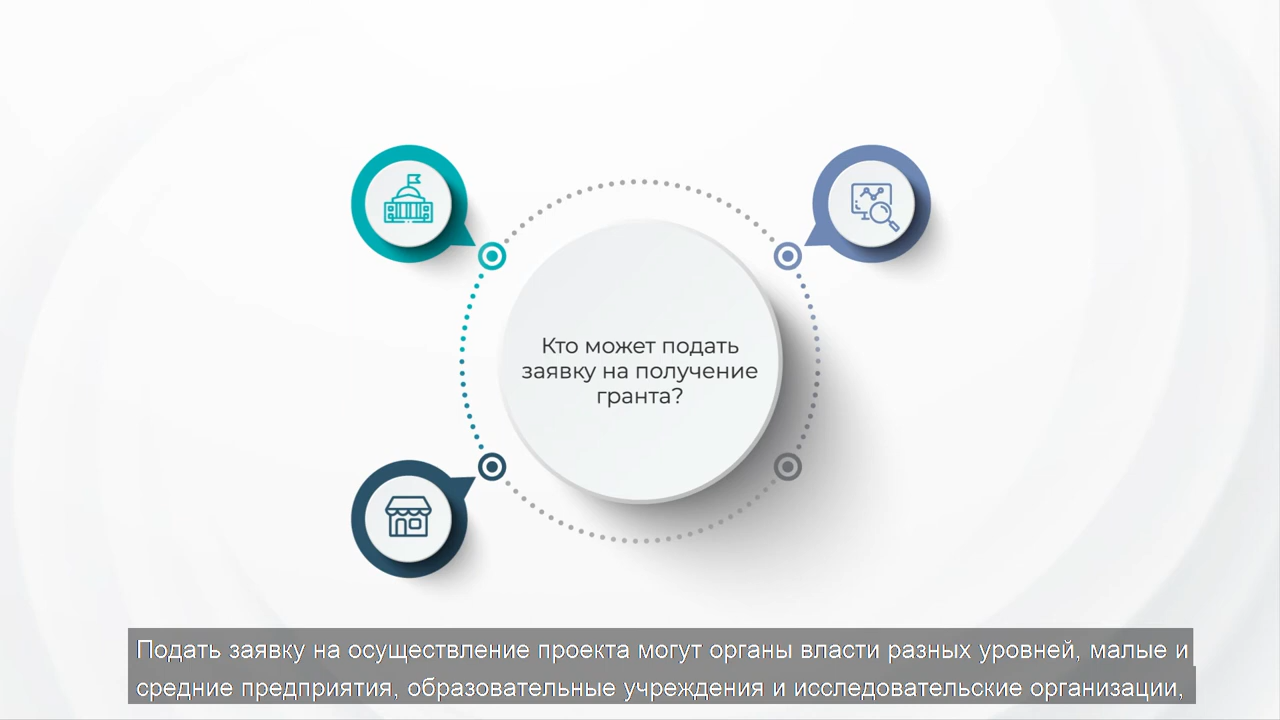 Кто может подать
заявку на получение
гранта?
Подать заявку на осуществление проекта могут органы власти разных уровней, малые и
средние предприятия, образовательные учреждения и исследовательские организации,